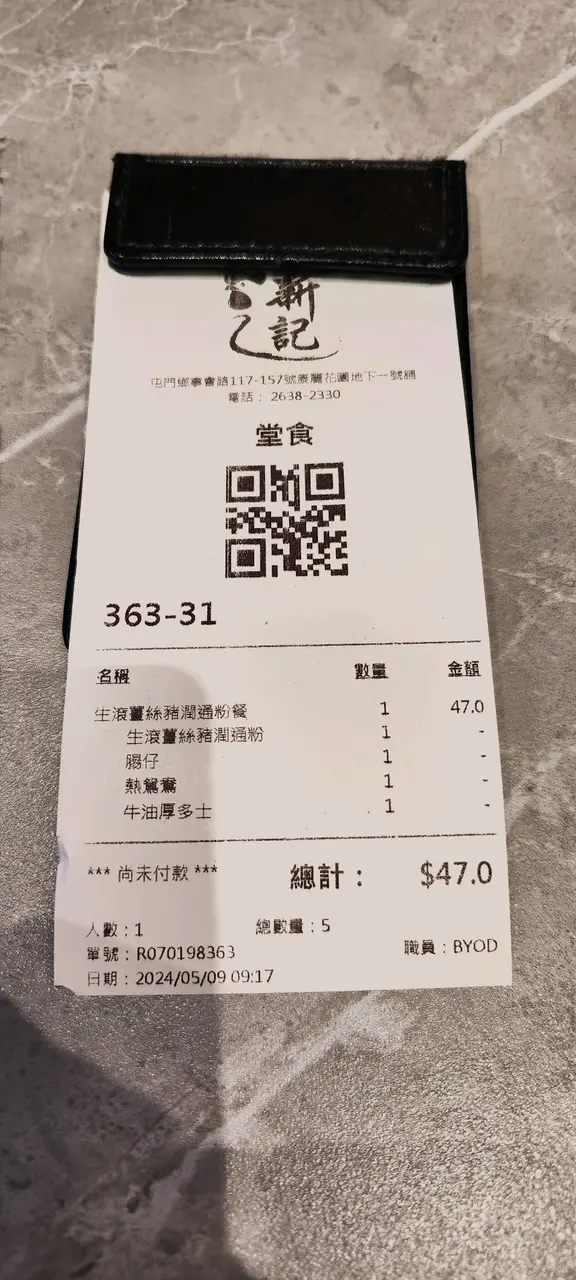 新記
屯門鄉事會路117-157號康麗花園地下一號舖
電話： 2638-2330
堂食
363-31
名稱 數量 金額
生滾薑絲豬潤通粉餐 1 47.0
生滾薑絲豬潤通粉 1 -
腸仔 1 -
熱鴛鴦 1 -
牛油厚多士 1 -
*** 尚未付款 *** 總計： $47.0
人數：1 總數量：5
單號：R070198363 職員：BYOD
日期：2024/05/09 09:17